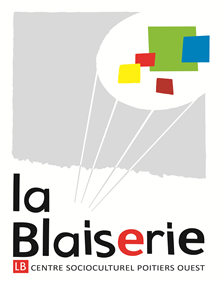 la
Blaiserie
LB CENTRE SOCIOCULTUREL POITIERS OUEST